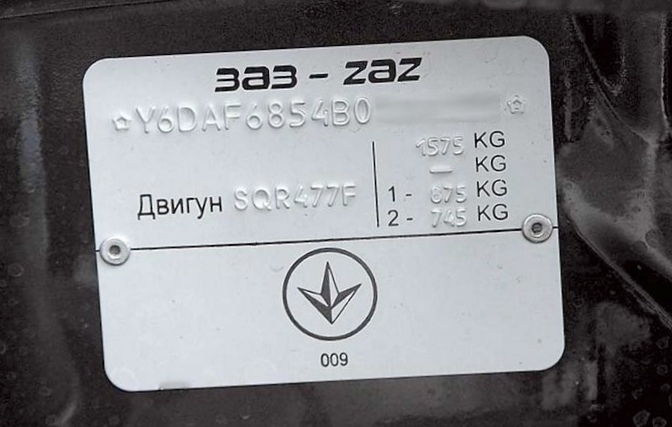 ЗАЗ - ZAZ
Y6DAF6854B0
1575 KG
— KG
Двигун SQR477F 1 - 875 KG
2 - 745 KG
009